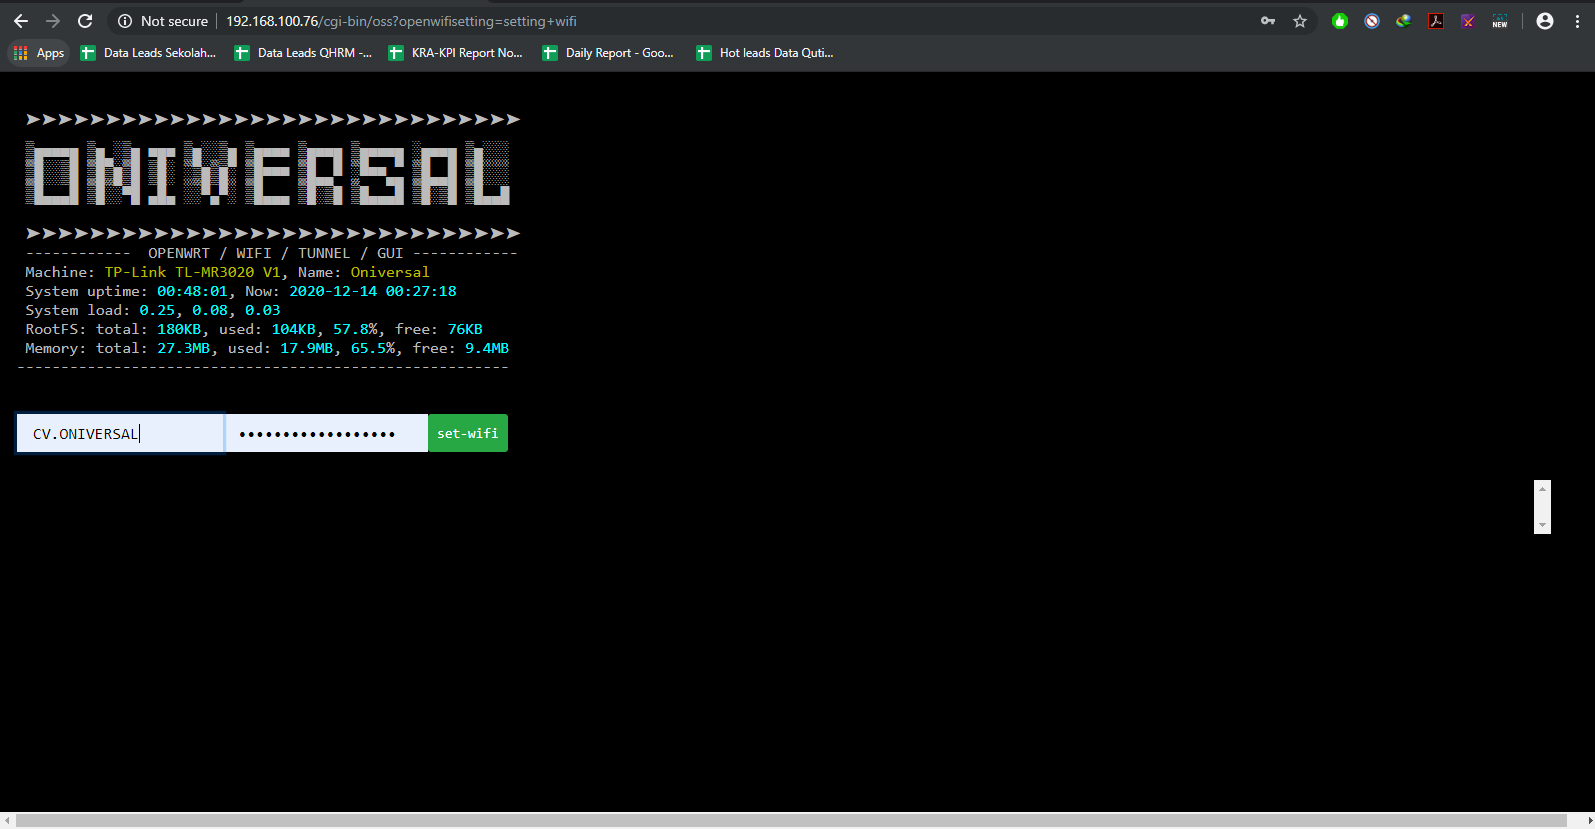 Not secure | 192.168.100.76/cgi-bin/oss?openwifisetting=setting+wifi
NEW
Apps Data Leads Sekolah... Data Leads QHRM -... KRA-KPI Report No... Daily Report - Goo... Hot leads Data Quti...
➤➤➤➤➤➤➤➤➤➤➤➤➤➤➤➤➤➤➤➤➤➤➤➤➤➤➤➤➤➤➤
ONIVERSAL
➤➤➤➤➤➤➤➤➤➤➤➤➤➤➤➤➤➤➤➤➤➤➤➤➤➤➤➤➤➤➤
------------ OPENWRT / WIFI / TUNNEL / GUI ------------
Machine: TP-Link TL-MR3020 V1, Name: Oniversal
System uptime: 00:48:01, Now: 2020-12-14 00:27:18
System load: 0.25, 0.08, 0.03
RootFS: total: 180KB, used: 104KB, 57.8%, free: 76KB
Memory: total: 27.3MB, used: 17.9MB, 65.5%, free: 9.4MB
--------------------------------------------------------
CV.ONIVERSAL •••••••••••••••••• set-wifi